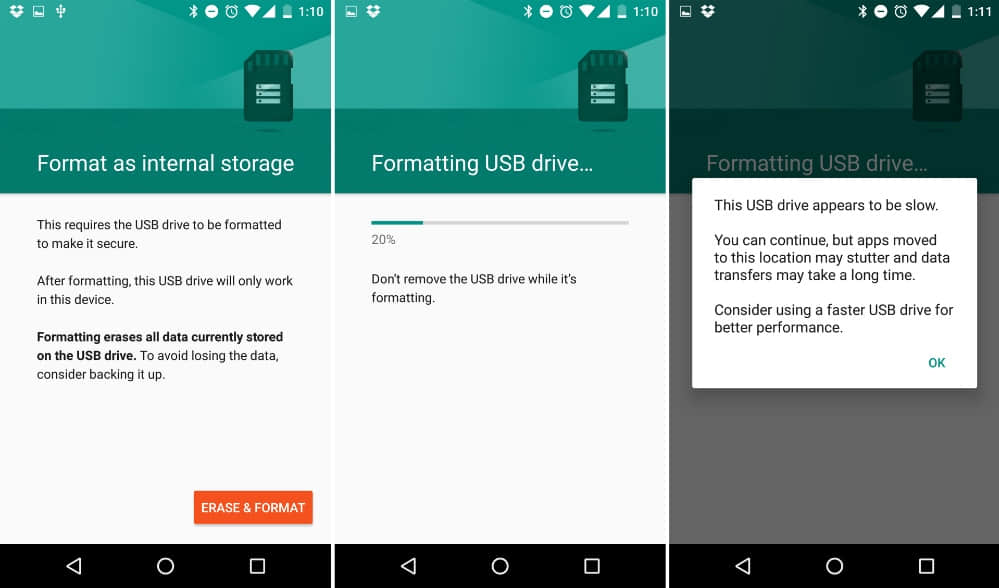 1:10
Format as internal storage
This requires the USB drive to be formatted
to make it secure.
After formatting, this USB drive will only work
in this device.
Formatting erases all data currently stored
on the USB drive. To avoid losing the data,
consider backing it up.
ERASE & FORMAT
1:10
Formatting USB drive...
20%
Don't remove the USB drive while it's
formatting.
1:11
Formatting USB drive...
This USB drive appears to be slow.
You can continue, but apps moved
to this location may stutter and data
transfers may take a long time.
Consider using a faster USB drive for
better performance.
OK